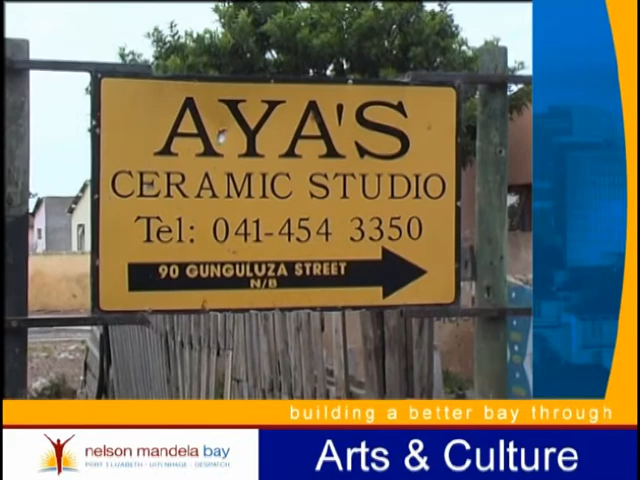 AYA'S
CERAMIC STUDIO
Tel: 041-454 3350
90 GUNGULUZA STREET
N/B
building a better bay through
nelson mandela bay
PORT ELIZABETH · UITENHAGE · DESPATCH
Arts & Culture